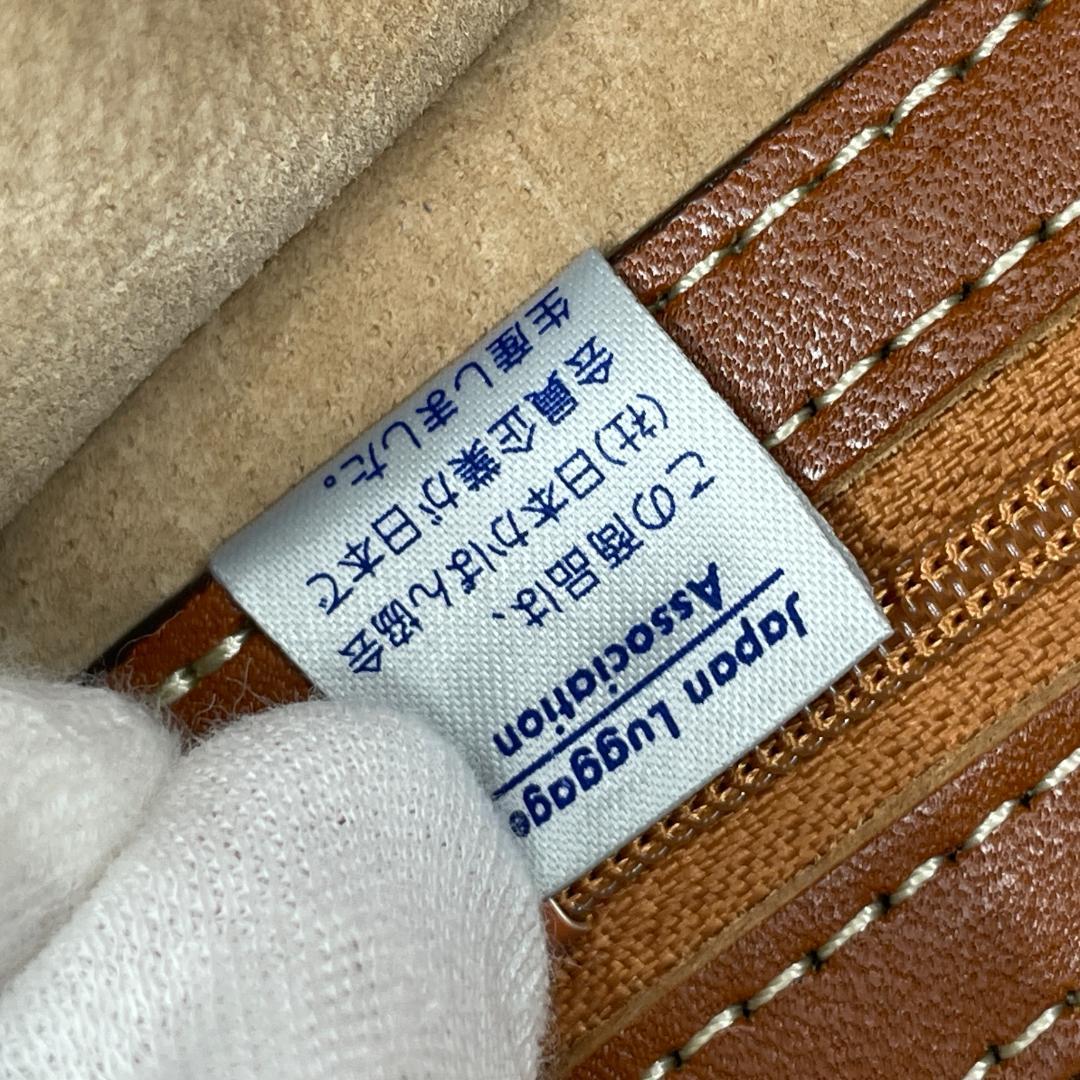 Japan Luggage®
Association
この商品は、
(社)日本かばん協会
会員企業が日本で
生産しました。